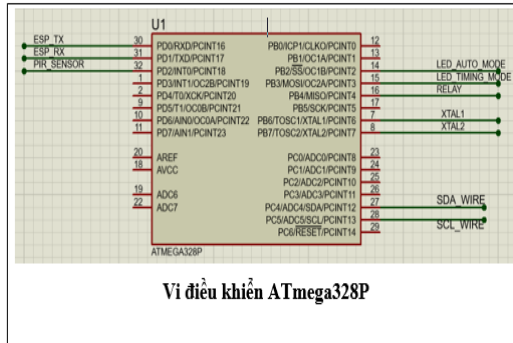 U1
ESP_TX 30 PD0/RXD/PCINT16 PB0/ICP1/CLKO/PCINT0 12
ESP_RX 31 PD1/TXD/PCINT17 PB1/OC1A/PCINT1 13
PIR_SENSOR 32 PD2/INT0/PCINT18 PB2/SS/OC1B/PCINT2 14 LED_AUTO_MODE
1 PD3/INT1/OC2B/PCINT19 PB3/MOSI/OC2A/PCINT3 15 LED_TIMING_MODE
2 PD4/T0/XCK/PCINT20 PB4/MISO/PCINT4 16 RELAY
9 PD5/T1/OC0B/PCINT21 PB5/SCK/PCINT5 17
10 PD6/AIN0/OC0A/PCINT22 PB6/TOSC1/XTAL1/PCINT6 7 XTAL1
11 PD7/AIN1/PCINT23 PB7/TOSC2/XTAL2/PCINT7 8 XTAL2
20 AREF PC0/ADC0/PCINT8 23
18 AVCC PC1/ADC1/PCINT9 24
PC2/ADC2/PCINT10 25
19 ADC6 PC3/ADC3/PCINT11 26
22 ADC7 PC4/ADC4/SDA/PCINT12 27 SDA_WIRE
PC5/ADC5/SCL/PCINT13 28 SCL_WIRE
PC6/RESET/PCINT14 29
ATMEGA328P
Vi điều khiển ATmega328P